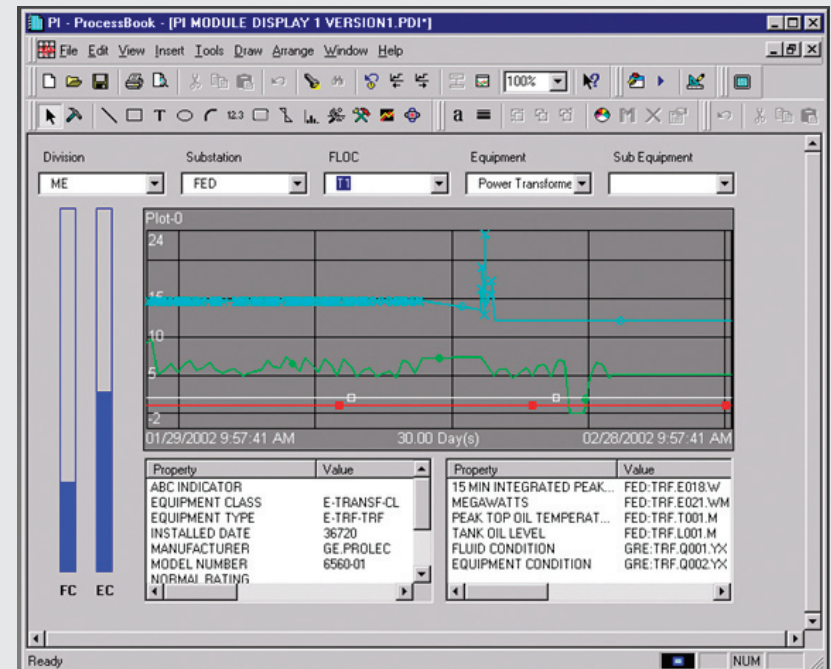 PI - ProcessBook - [PI MODULE DISPLAY 1 VERSION1.PDI*]
File Edit View Insert Tools Draw Arrange Window Help
100%
T 123 a M
Division Substation FLOC Equipment Sub Equipment
ME FED T1 Power Transforme
Plot-0
24
15
10
5
-2
01/29/2002 9:57:41 AM 30.00 Day(s) 02/28/2002 9:57:41 AM
Property Value
ABC INDICATOR
EQUIPMENT CLASS E-TRANSF-CL
EQUIPMENT TYPE E-TRF-TRF
INSTALLED DATE 36720
MANUFACTURER GE.PROLEC
MODEL NUMBER 6560-01
NORMAL RATING
Property Value
15 MIN INTEGRATED PEAK... FED:TRF.E018.W
MEGAWATTS FED:TRF.E021.WM
PEAK TOP OIL TEMPERAT... FED:TRF.T001.M
TANK OIL LEVEL FED:TRF.L001.M
FLUID CONDITION GRE:TRF.Q001.YX
EQUIPMENT CONDITION GRE:TRF.Q002.YX
FC EC
Ready NUM